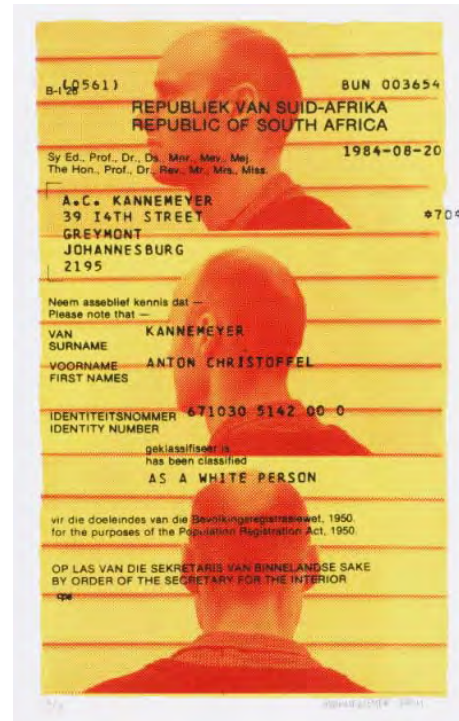 B-I 26 (0561) BUN 003654
REPUBLIEK VAN SUID-AFRIKA
REPUBLIC OF SOUTH AFRICA
1984-08-20
Sy Ed., Prof., Dr., Ds., Mnr., Mev., Mej.
The Hon., Prof., Dr., Rev., Mr., Mrs., Miss.
A.C. KANNEMEYER
39 I4TH STREET *709
GREYMONT
JOHANNESBURG
2195
Neem asseblief kennis dat —
Please note that —
VAN KANNEMEYER
SURNAME
VOORNAME ANTON CHRISTOFFEL
FIRST NAMES
IDENTITEITSNOMMER 671030 5142 00 0
IDENTITY NUMBER
geklassifiseer is
has been classified
AS A WHITE PERSON
vir die doeleindes van die Bevolkingsregistrasiewet, 1950.
for the purposes of the Population Registration Act, 1950.
OP LAS VAN DIE SEKRETARIS VAN BINNELANDSE SAKE
BY ORDER OF THE SECRETARY FOR THE INTERIOR